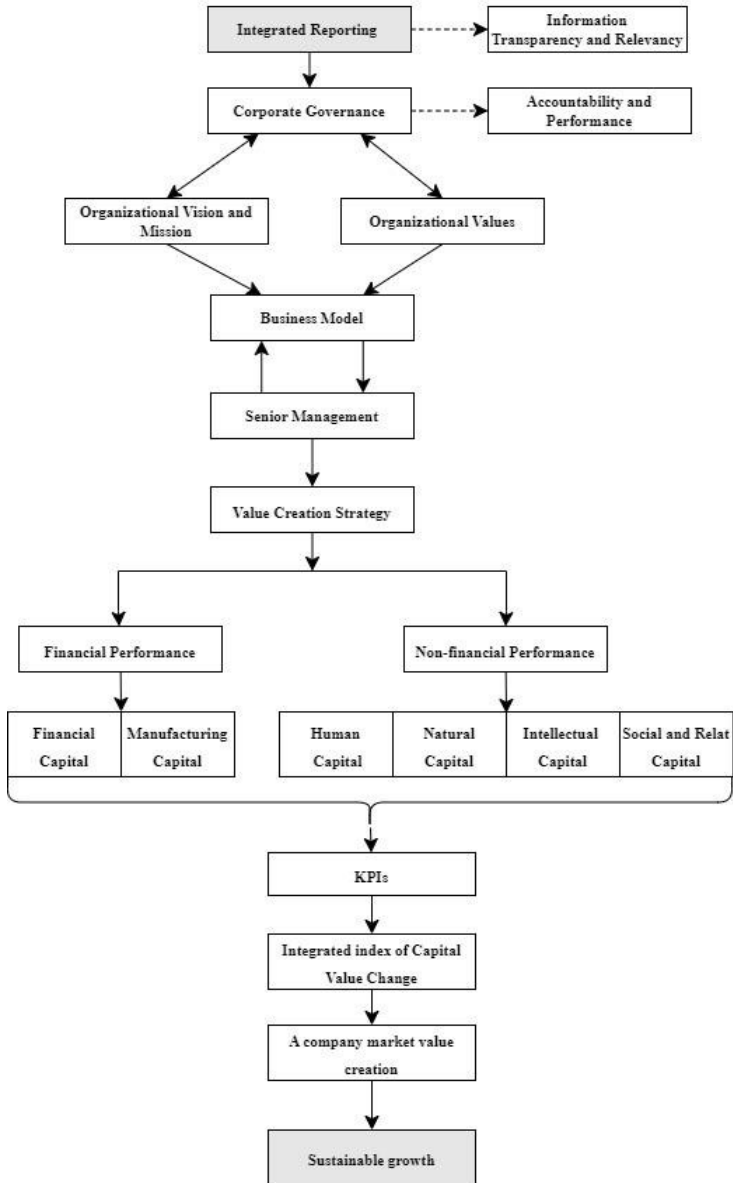 Integrated Reporting
Information
Transparency and Relevancy
Corporate Governance
Accountability and
Performance
Organizational Vision and
Mission
Organizational Values
Business Model
Senior Management
Value Creation Strategy
Financial Performance
Non-financial Performance
Financial
Capital
Manufacturing
Capital
Human
Capital
Natural
Capital
Intellectual
Capital
Social and Relat
Capital
KPIs
Integrated index of Capital
Value Change
A company market value
creation
Sustainable growth